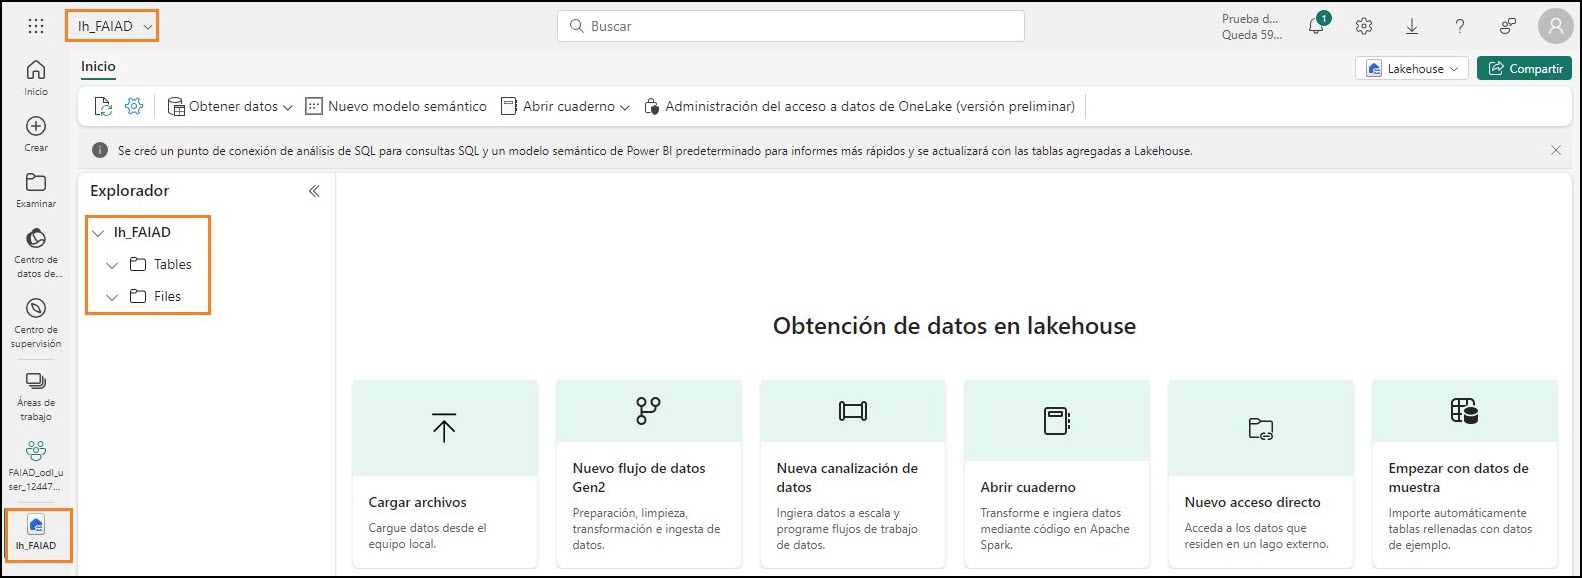 lh_FAIAD
Buscar
Prueba d...
Queda 59...
1
Inicio
Lakehouse
Compartir
Obtener datos
Nuevo modelo semántico
Abrir cuaderno
Administración del acceso a datos de OneLake (versión preliminar)
Se creó un punto de conexión de análisis de SQL para consultas SQL y un modelo semántico de Power BI predeterminado para informes más rápidos y se actualizará con las tablas agregadas a Lakehouse.
Inicio
Crear
Examinar
Centro de
datos de...
Centro de
supervisión
Áreas de
trabajo
FAIAD_odl_u
ser_12447...
lh_FAIAD
Explorador
lh_FAIAD
Tables
Files
Obtención de datos en lakehouse
Cargar archivos
Cargue datos desde el
equipo local.
Nuevo flujo de datos
Gen2
Preparación, limpieza,
transformación e ingesta de
datos.
Nueva canalización de
datos
Ingiera datos a escala y
programe flujos de trabajo
de datos.
Abrir cuaderno
Transforme e ingiera datos
mediante código en Apache
Spark.
Nuevo acceso directo
Acceda a los datos que
residen en un lago externo.
Empezar con datos de
muestra
Importe automáticamente
tablas rellenadas con datos
de ejemplo.